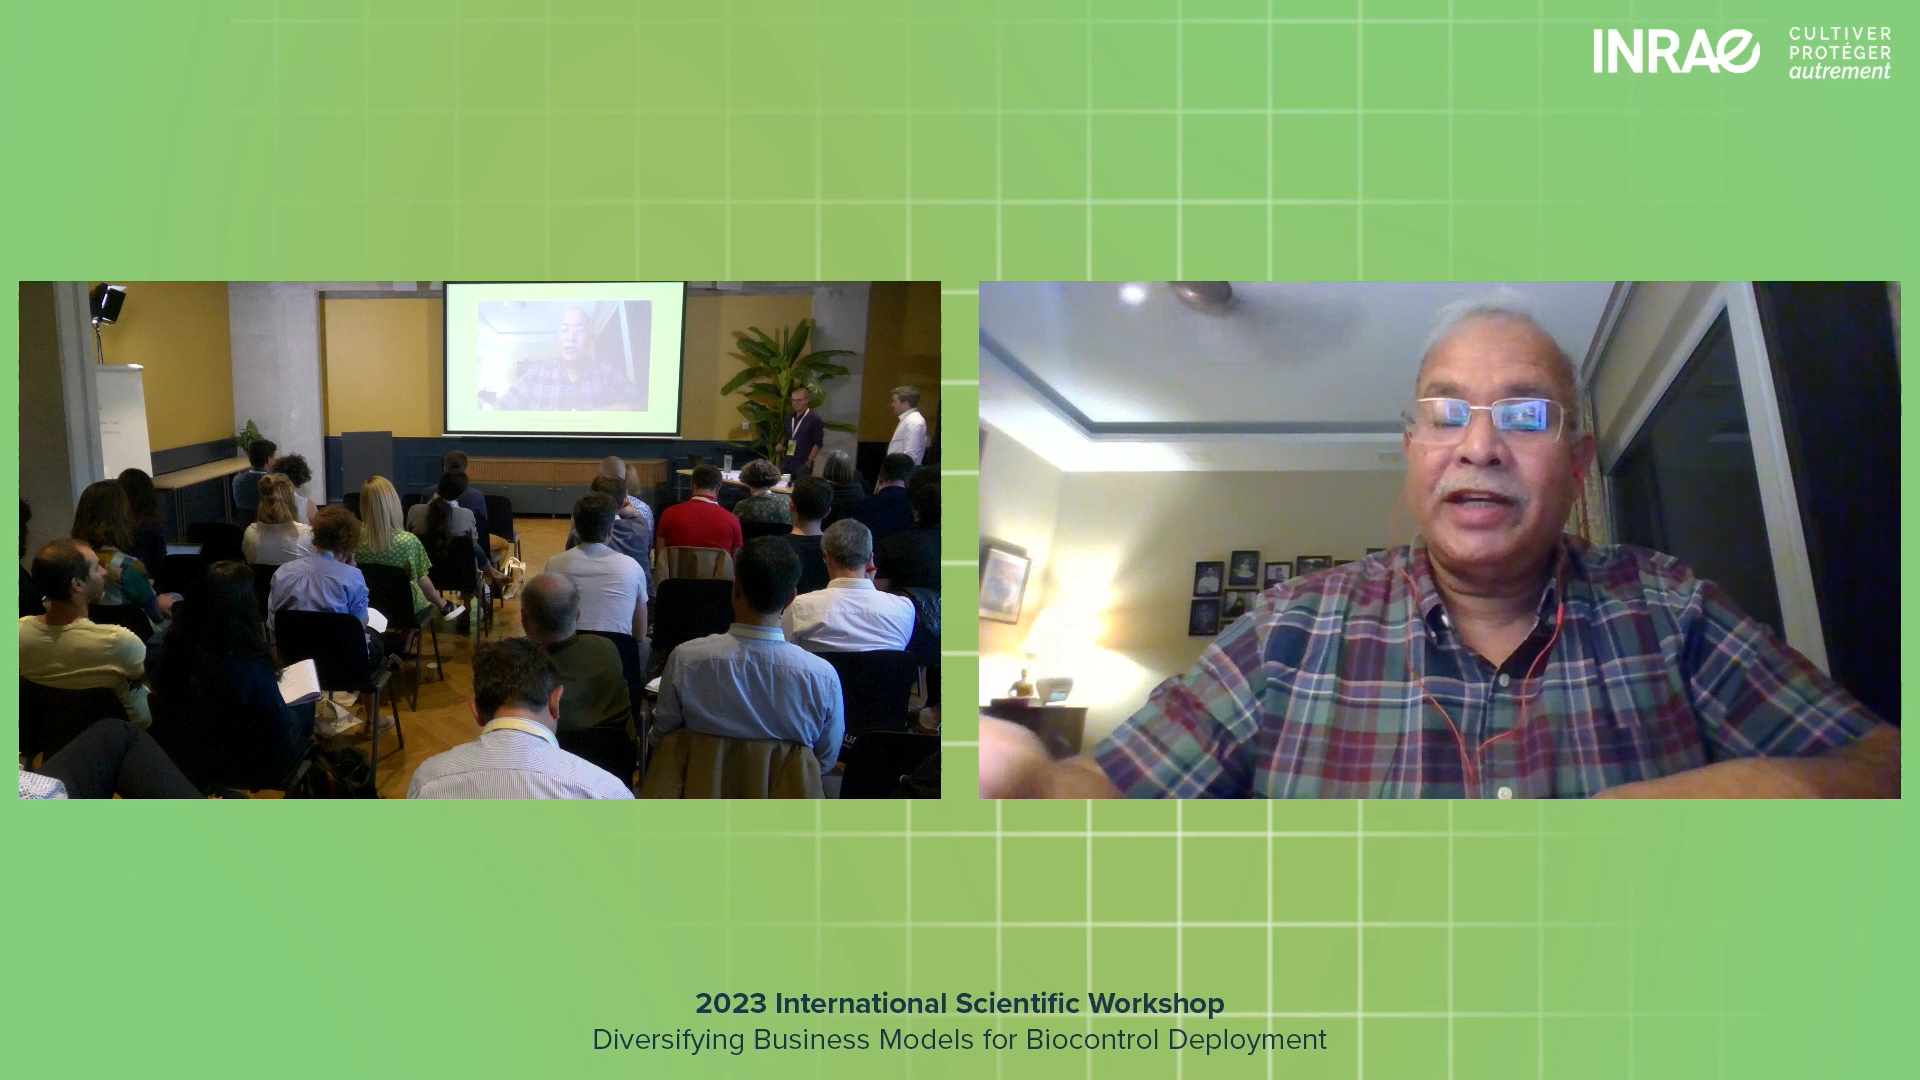 INRAE
CULTIVER
PROTÉGER
autrement
2023 International Scientific Workshop
Diversifying Business Models for Biocontrol Deployment